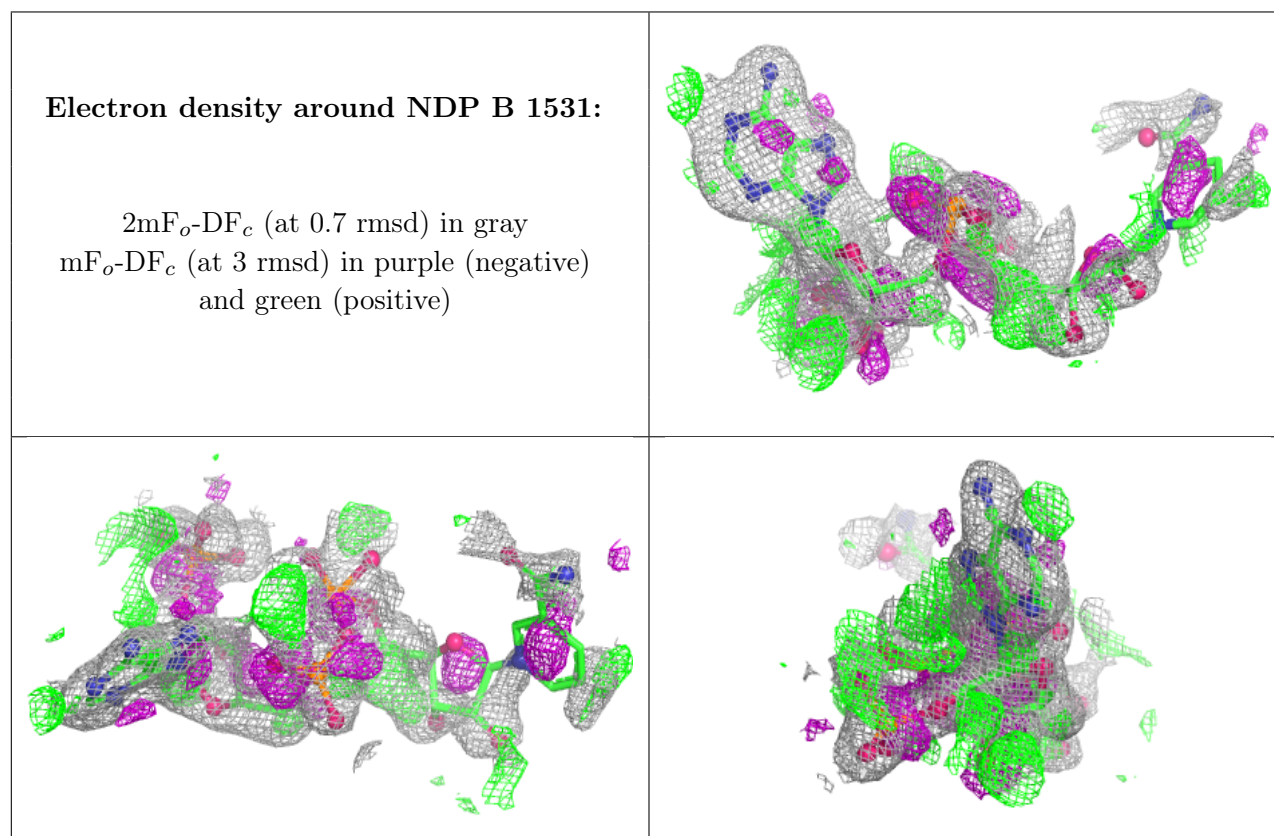 Electron density around NDP B 1531:
2mFo-DFc (at 0.7 rmsd) in gray
mFo-DFc (at 3 rmsd) in purple (negative)
and green (positive)